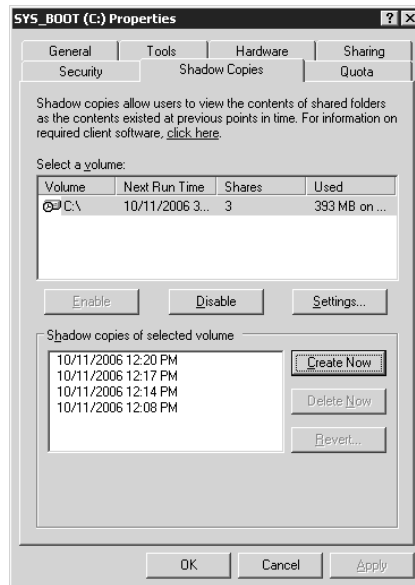 SYS_BOOT (C:) Properties
General Tools Hardware Sharing
Security Shadow Copies Quota
Shadow copies allow users to view the contents of shared folders
as the contents existed at previous points in time. For information on
required client software, click here.
Select a volume:
Volume Next Run Time Shares Used
C:\ 10/11/2006 3... 3 393 MB on ...
Enable Disable Settings...
Shadow copies of selected volume
10/11/2006 12:20 PM
10/11/2006 12:17 PM
10/11/2006 12:14 PM
10/11/2006 12:08 PM
Create Now
Delete Now
Revert...
OK Cancel Apply